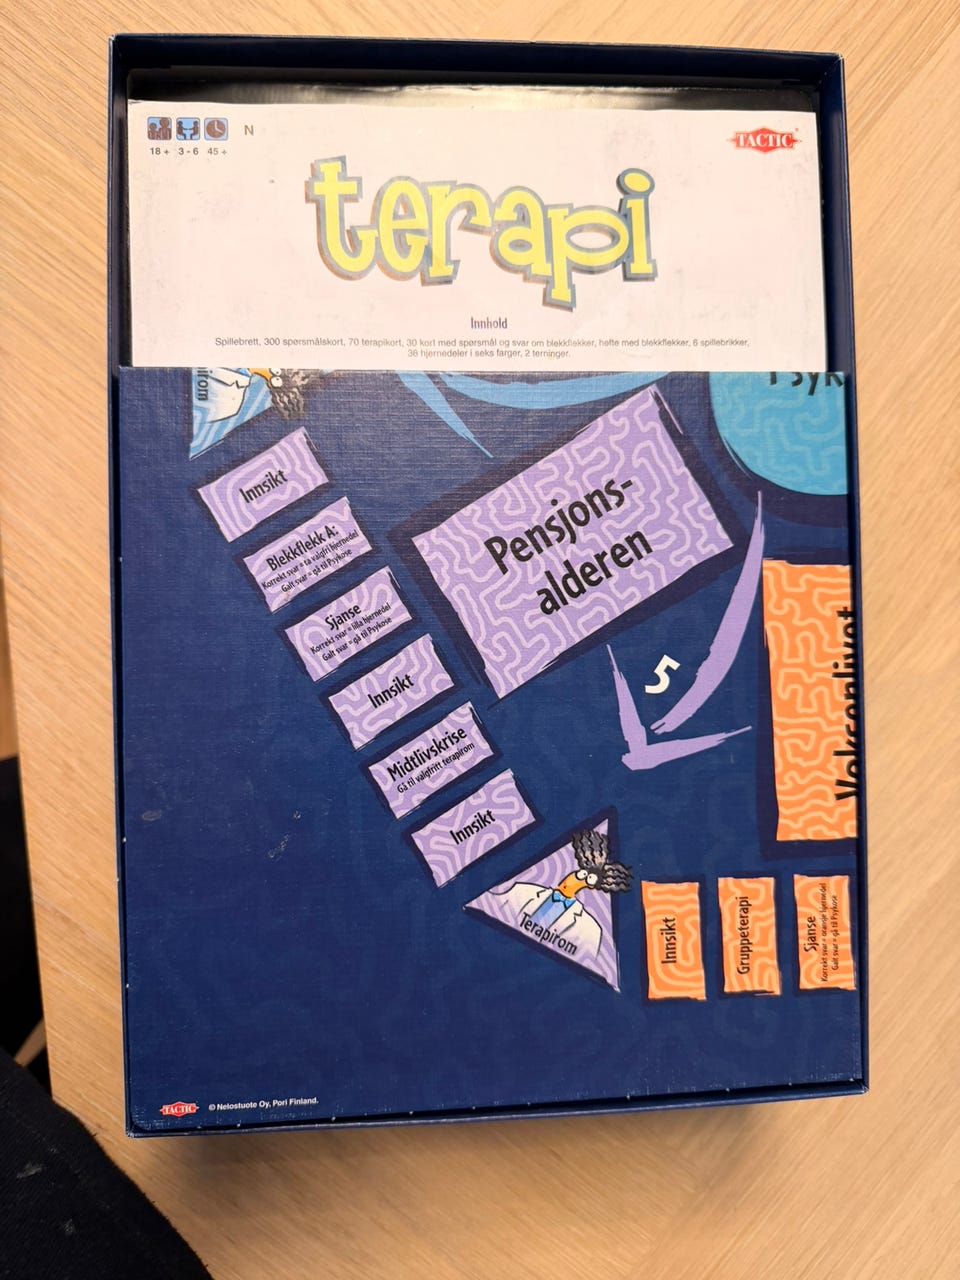 18 + 3 - 6 45 + N
TACTIC
terapi
Innhold
Spillebrett, 300 spørsmålskort, 70 terapikort, 30 kort med spørsmål og svar om blekkflekker, hefte med blekkflekker, 6 spillebrikker,
36 hjernedeler i seks farger, 2 terninger.
Innsikt
Blekkflekk A:
Korrekt svar = ta valgfri hjernedel
Galt svar = gå til Psykose
Sjanse
Korrekt svar = lilla hjernedel
Galt svar = gå til Psykose
Innsikt
Midtlivskrise
Gå til valgfritt terapirom
Innsikt
Terapirom
Pensjons-
alderen
5
Voksenlivet
Innsikt
Gruppeterapi
Sjanse
Korrekt svar = oransje hjernedel
Galt svar = gå til Psykose
TACTIC
© Nelostuote Oy, Pori Finland.